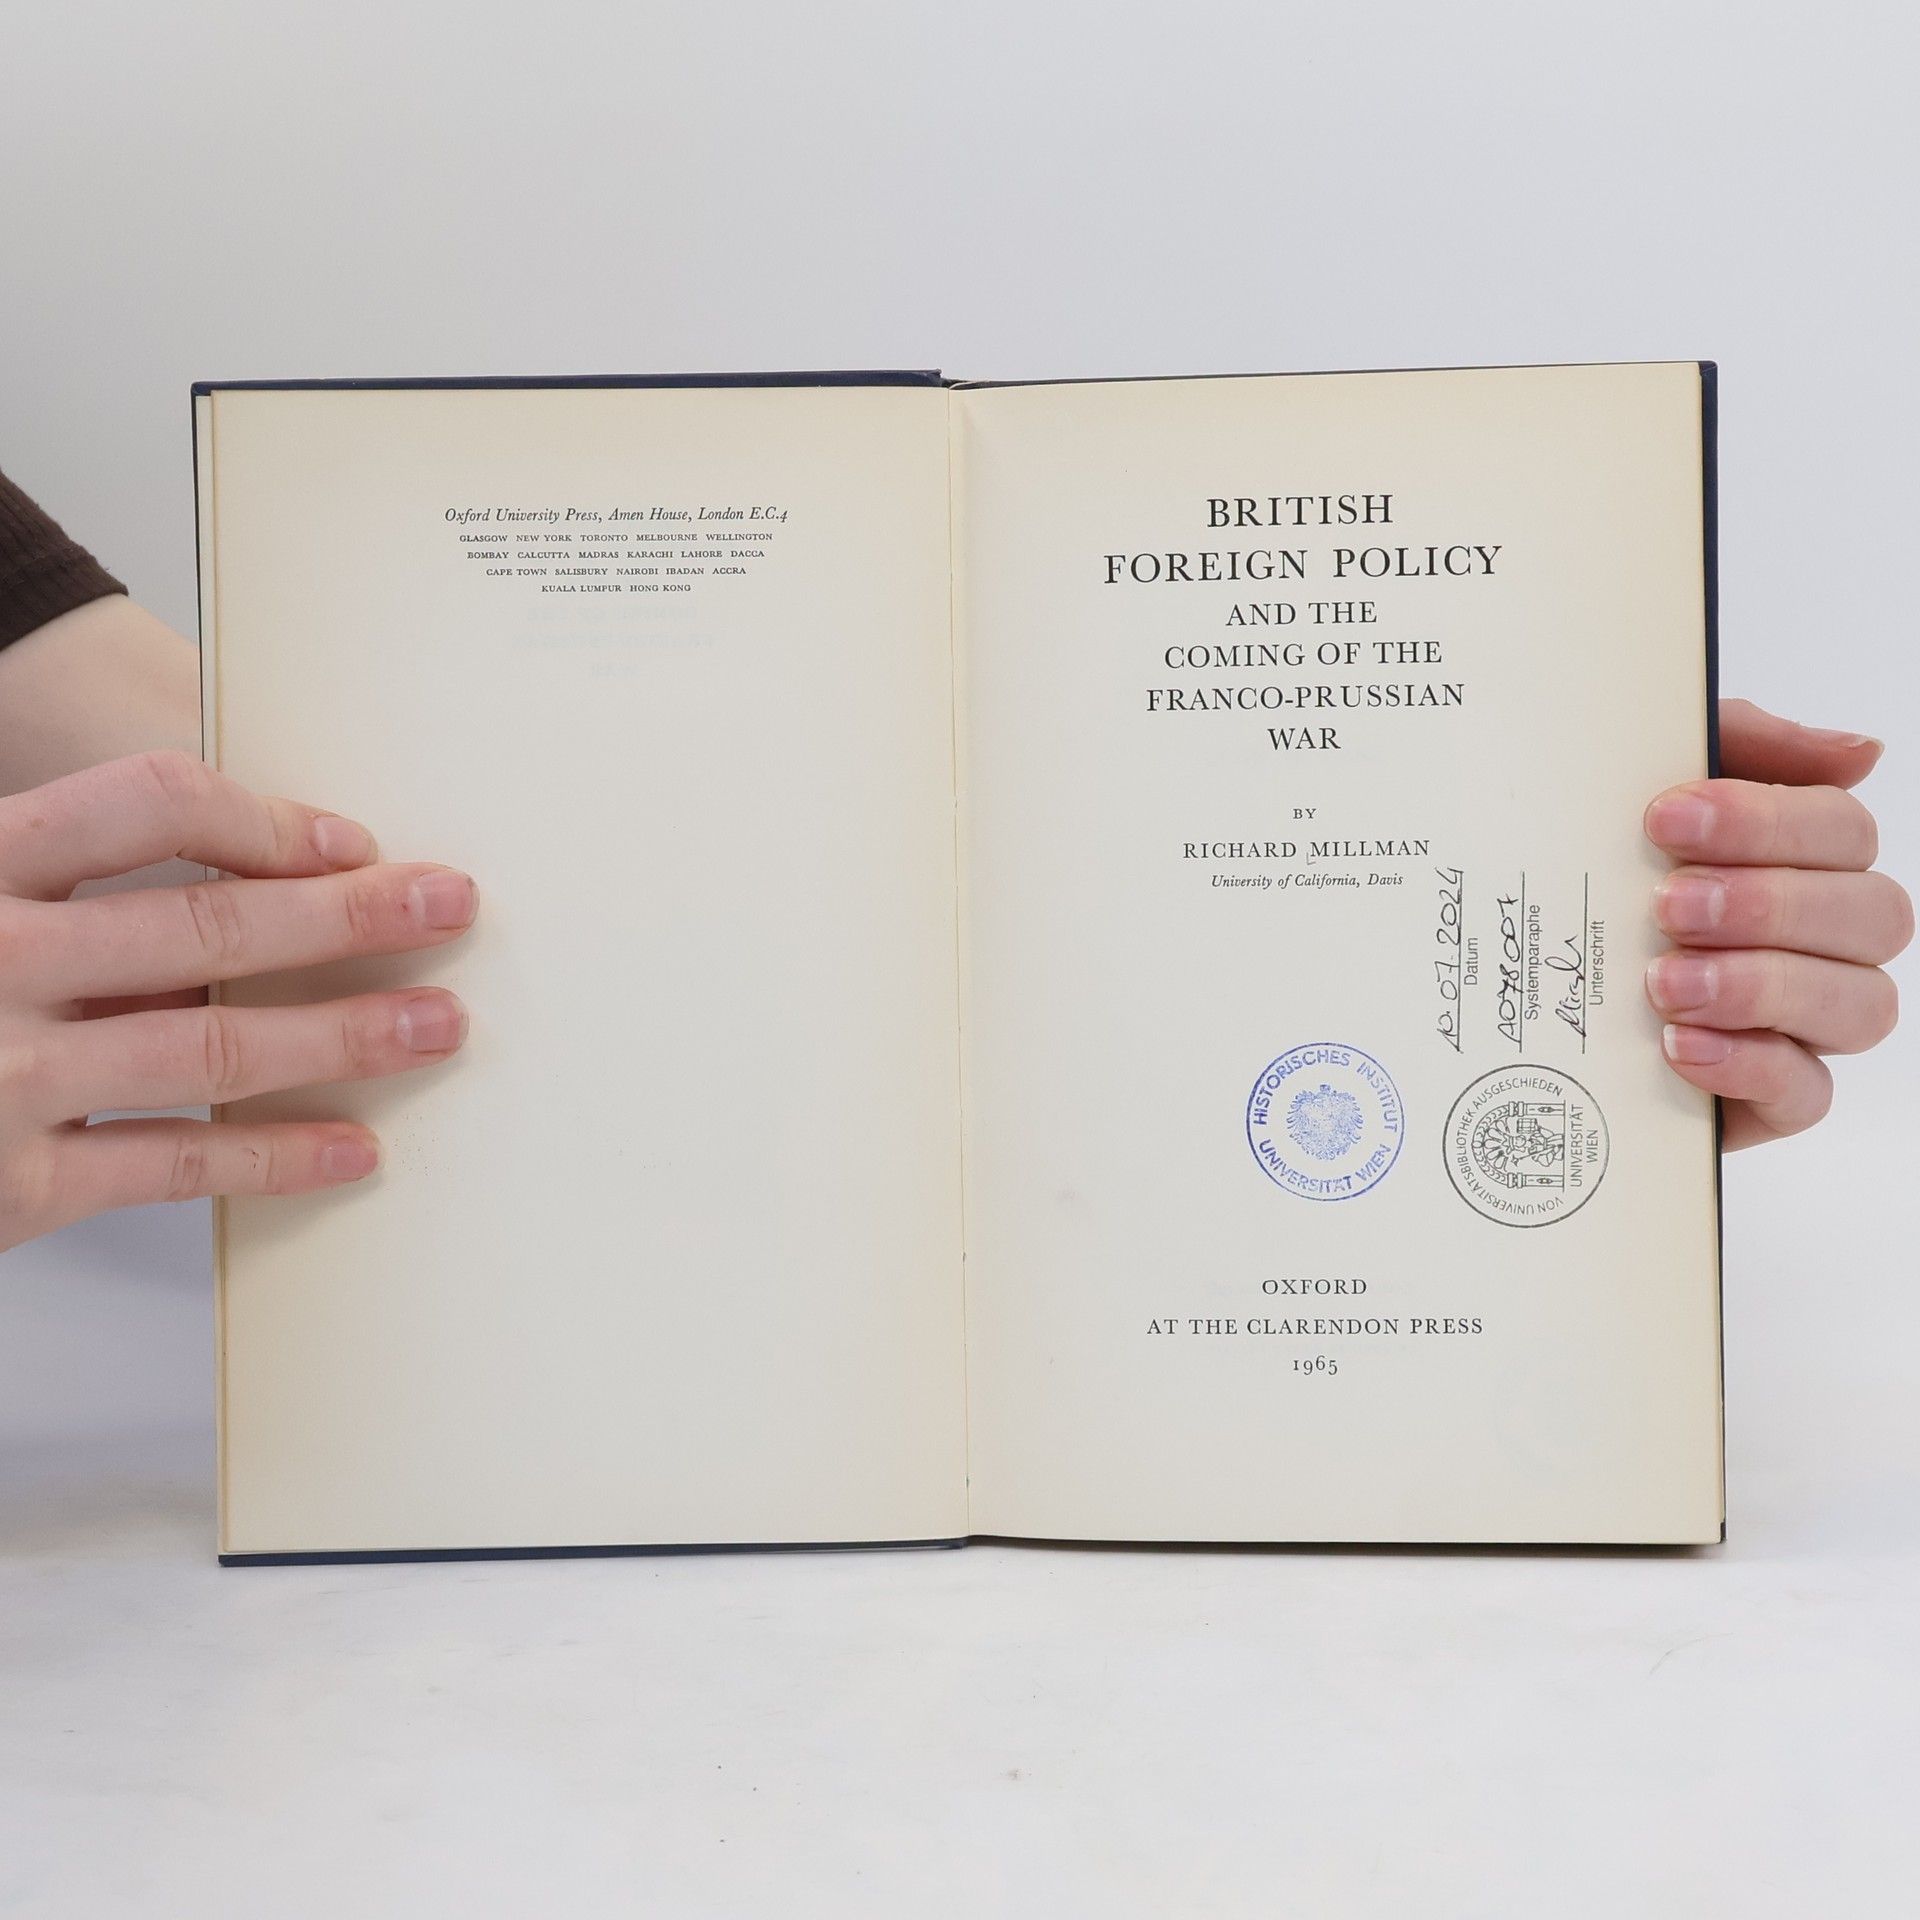 Oxford University Press, Amen House, London E.C.4
GLASGOW NEW YORK TORONTO MELBOURNE WELLINGTON
BOMBAY CALCUTTA MADRAS KARACHI LAHORE DACCA
CAPE TOWN SALISBURY NAIROBI IBADAN ACCRA
KUALA LUMPUR HONG KONG
BRITISH
FOREIGN POLICY
AND THE
COMING OF THE
FRANCO-PRUSSIAN
WAR
BY
RICHARD MILLMAN
University of California, Davis
10.07.2024
Datum
A078007
Systemparaphe
Unterschrift
HISTORISCHES INSTITUT
UNIVERSITÄT WIEN
VON UNIVERSITÄTSBIBLIOTHEK AUSGESCHIEDEN
UNIVERSITÄT
WIEN
OXFORD
AT THE CLARENDON PRESS
1965